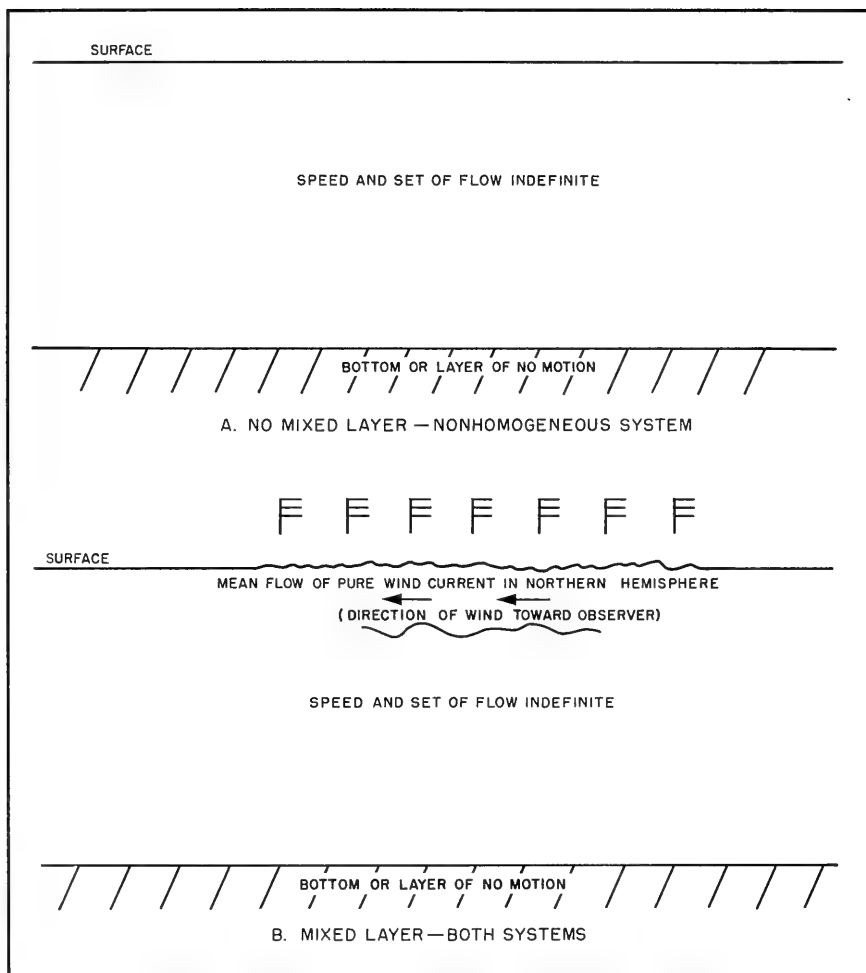 SURFACE
SPEED AND SET OF FLOW INDEFINITE
BOTTOM OR LAYER OF NO MOTION
A. NO MIXED LAYER — NONHOMOGENEOUS SYSTEM
SURFACE
MEAN FLOW OF PURE WIND CURRENT IN NORTHERN HEMISPHERE
(DIRECTION OF WIND TOWARD OBSERVER)
SPEED AND SET OF FLOW INDEFINITE
BOTTOM OR LAYER OF NO MOTION
B. MIXED LAYER—BOTH SYSTEMS